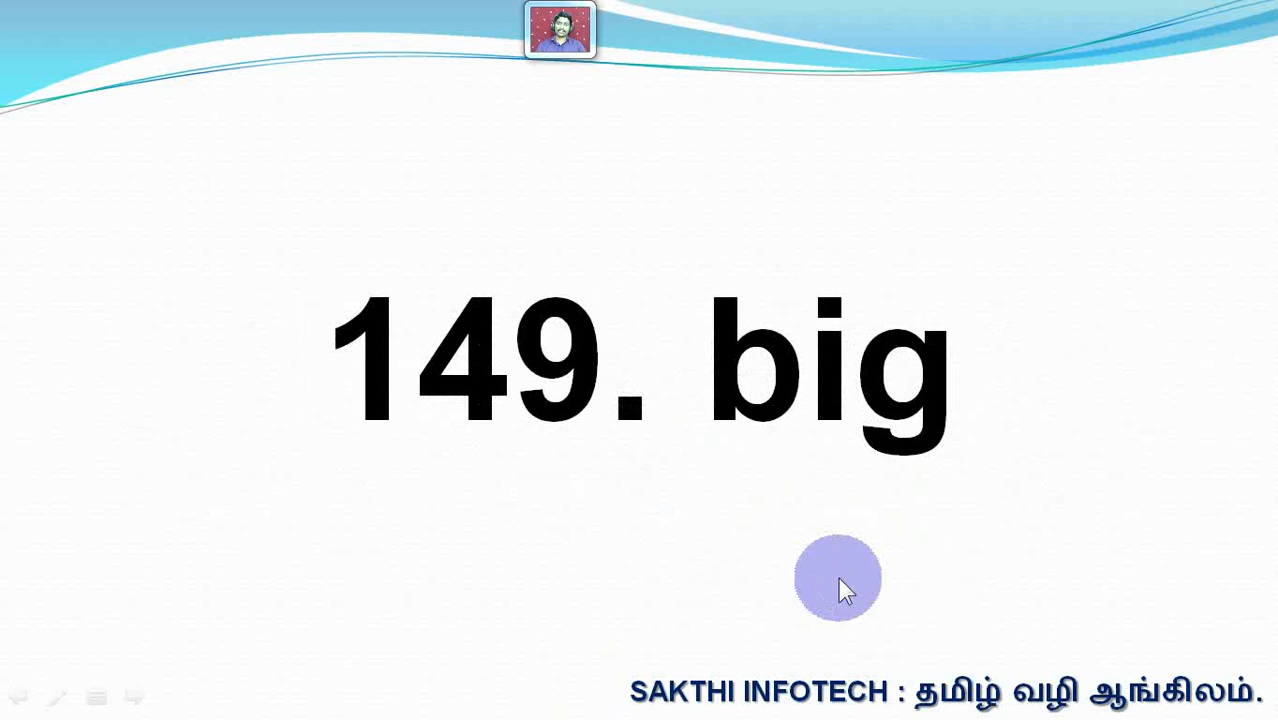 149. big
SAKTHI INFOTECH : தமிழ் வழி ஆங்கிலம்.